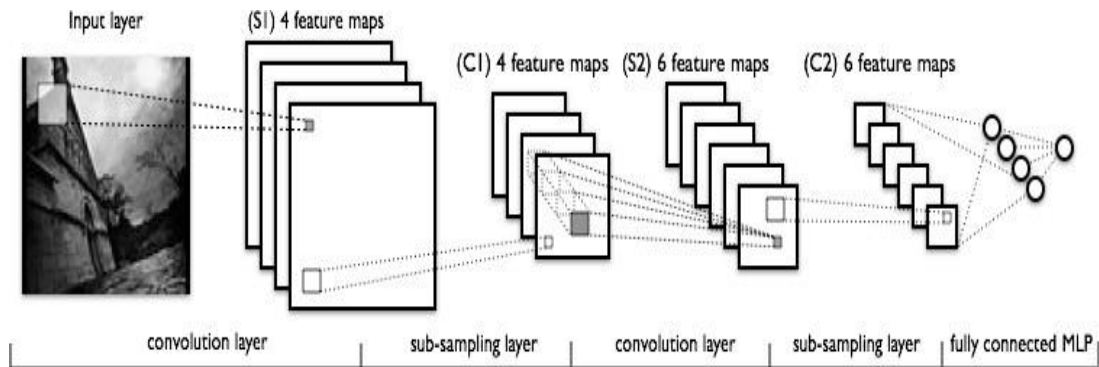 Input layer
(S1) 4 feature maps
(C1) 4 feature maps
(S2) 6 feature maps
(C2) 6 feature maps
convolution layer
sub-sampling layer
convolution layer
sub-sampling layer
fully connected MLP